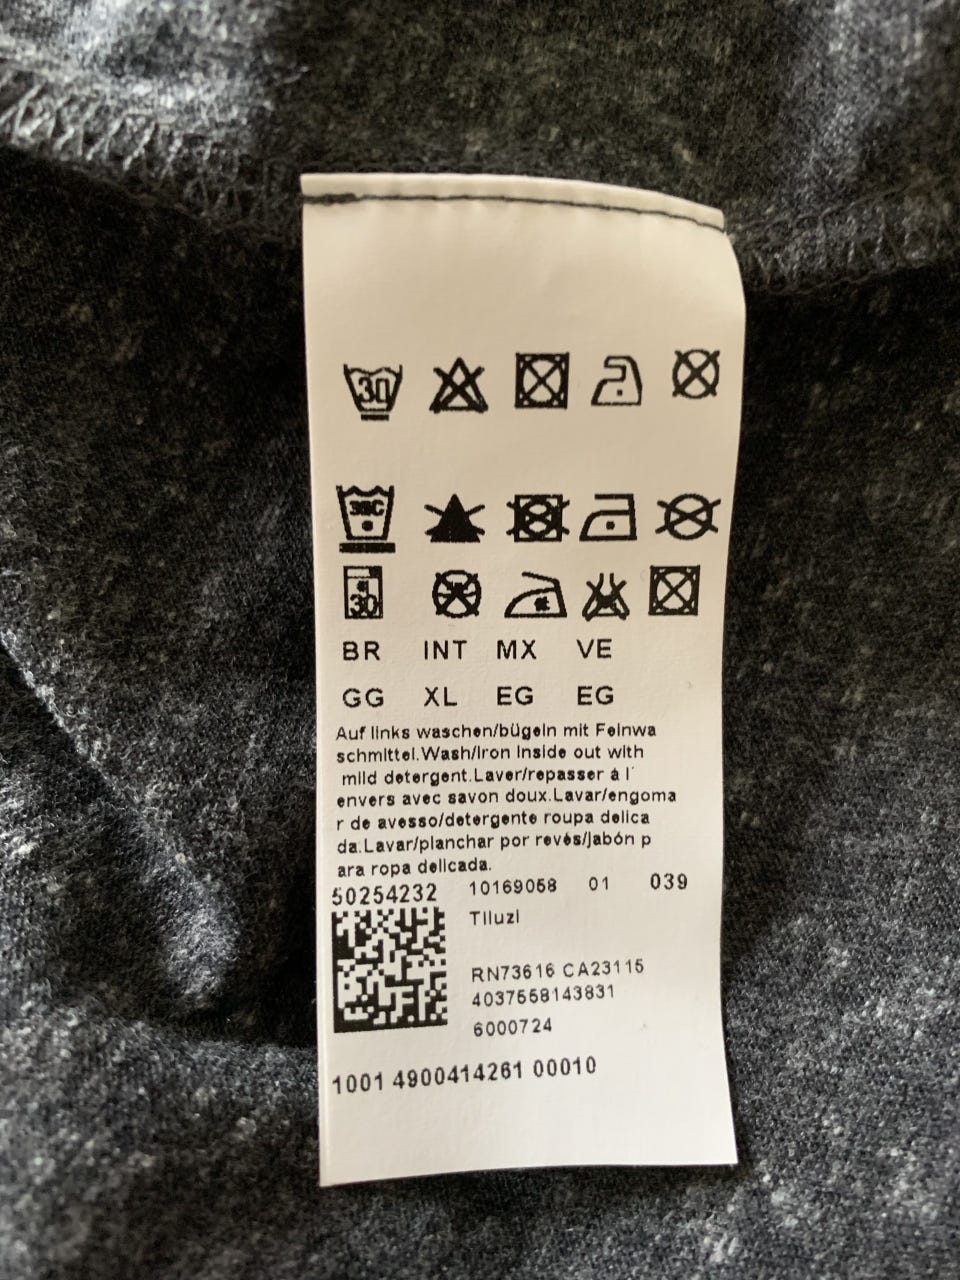 30
30C
30
BR INT MX VE
GG XL EG EG
Auf links waschen/bügeln mit Feinwa
schmittel.Wash/Iron inside out with
mild detergent.Laver/repasser à l'
envers avec savon doux.Lavar/engoma
r de avesso/detergente roupa delica
da.Lavar/planchar por revés/jabón p
ara ropa delicada.
50254232 10169058 01 039
Tiluzi
RN73616 CA23115
4037558143831
6000724
1001 4900414261 00010